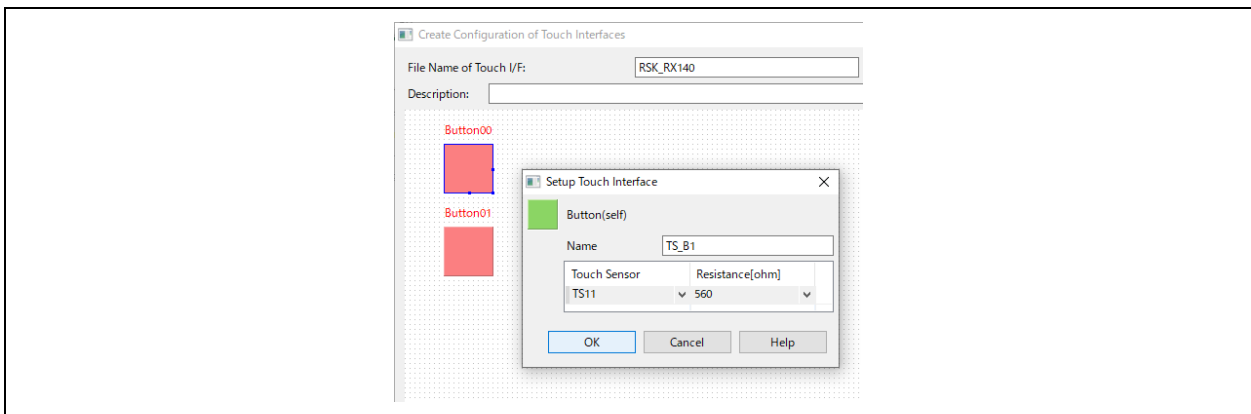 Create Configuration of Touch Interfaces
File Name of Touch I/F: RSK_RX140
Description:
Button00
Setup Touch Interface
Button(self)
Button01
Name TS_B1
Touch Sensor Resistance[ohm]
TS11 560
OK Cancel Help